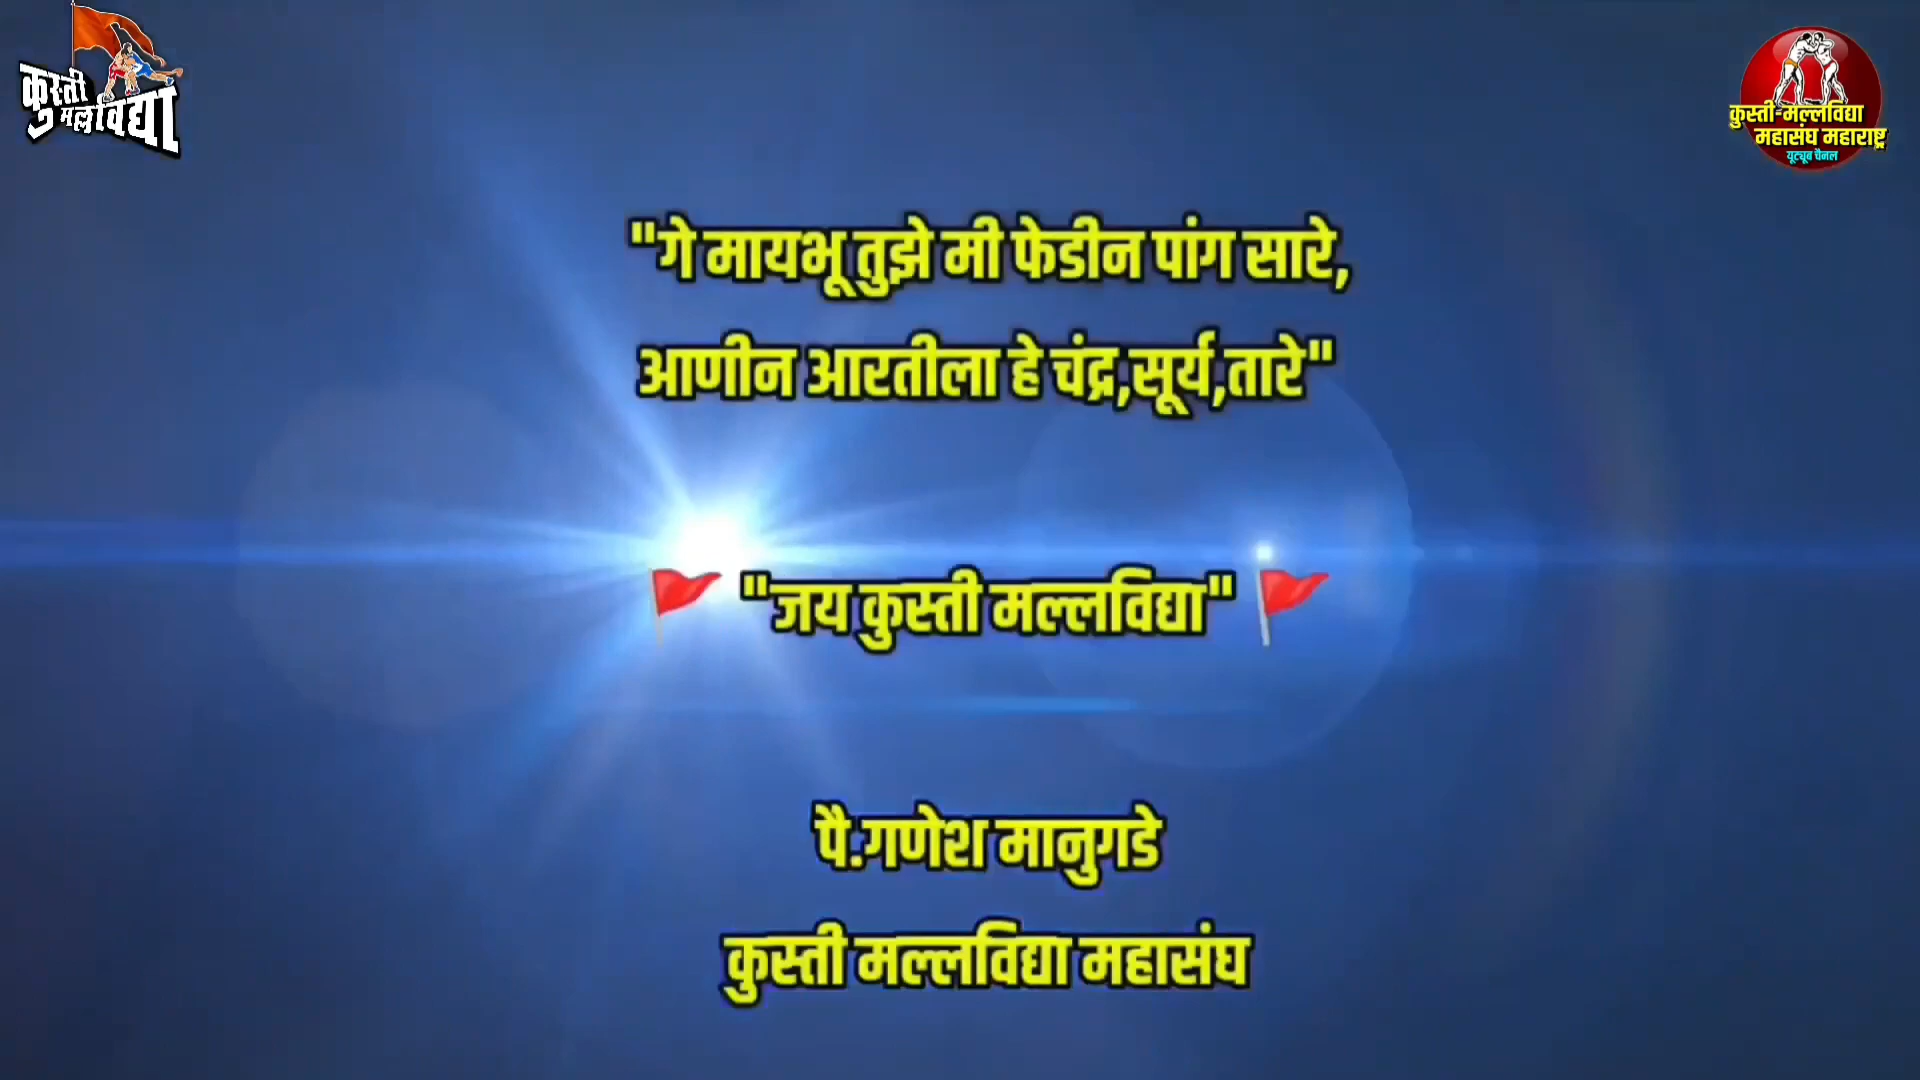 कुस्ती
मल्लविद्या
कुस्ती-मल्लविद्या
महासंघ महाराष्ट्र
यूट्यूब चैनल
"गे मायभू तुझे मी फेडीन पांग सारे,
आणीन आरतीला हे चंद्र,सूर्य,तारे"
🚩 "जय कुस्ती मल्लविद्या" 🚩
पै.गणेश मानुगडे
कुस्ती मल्लविद्या महासंघ